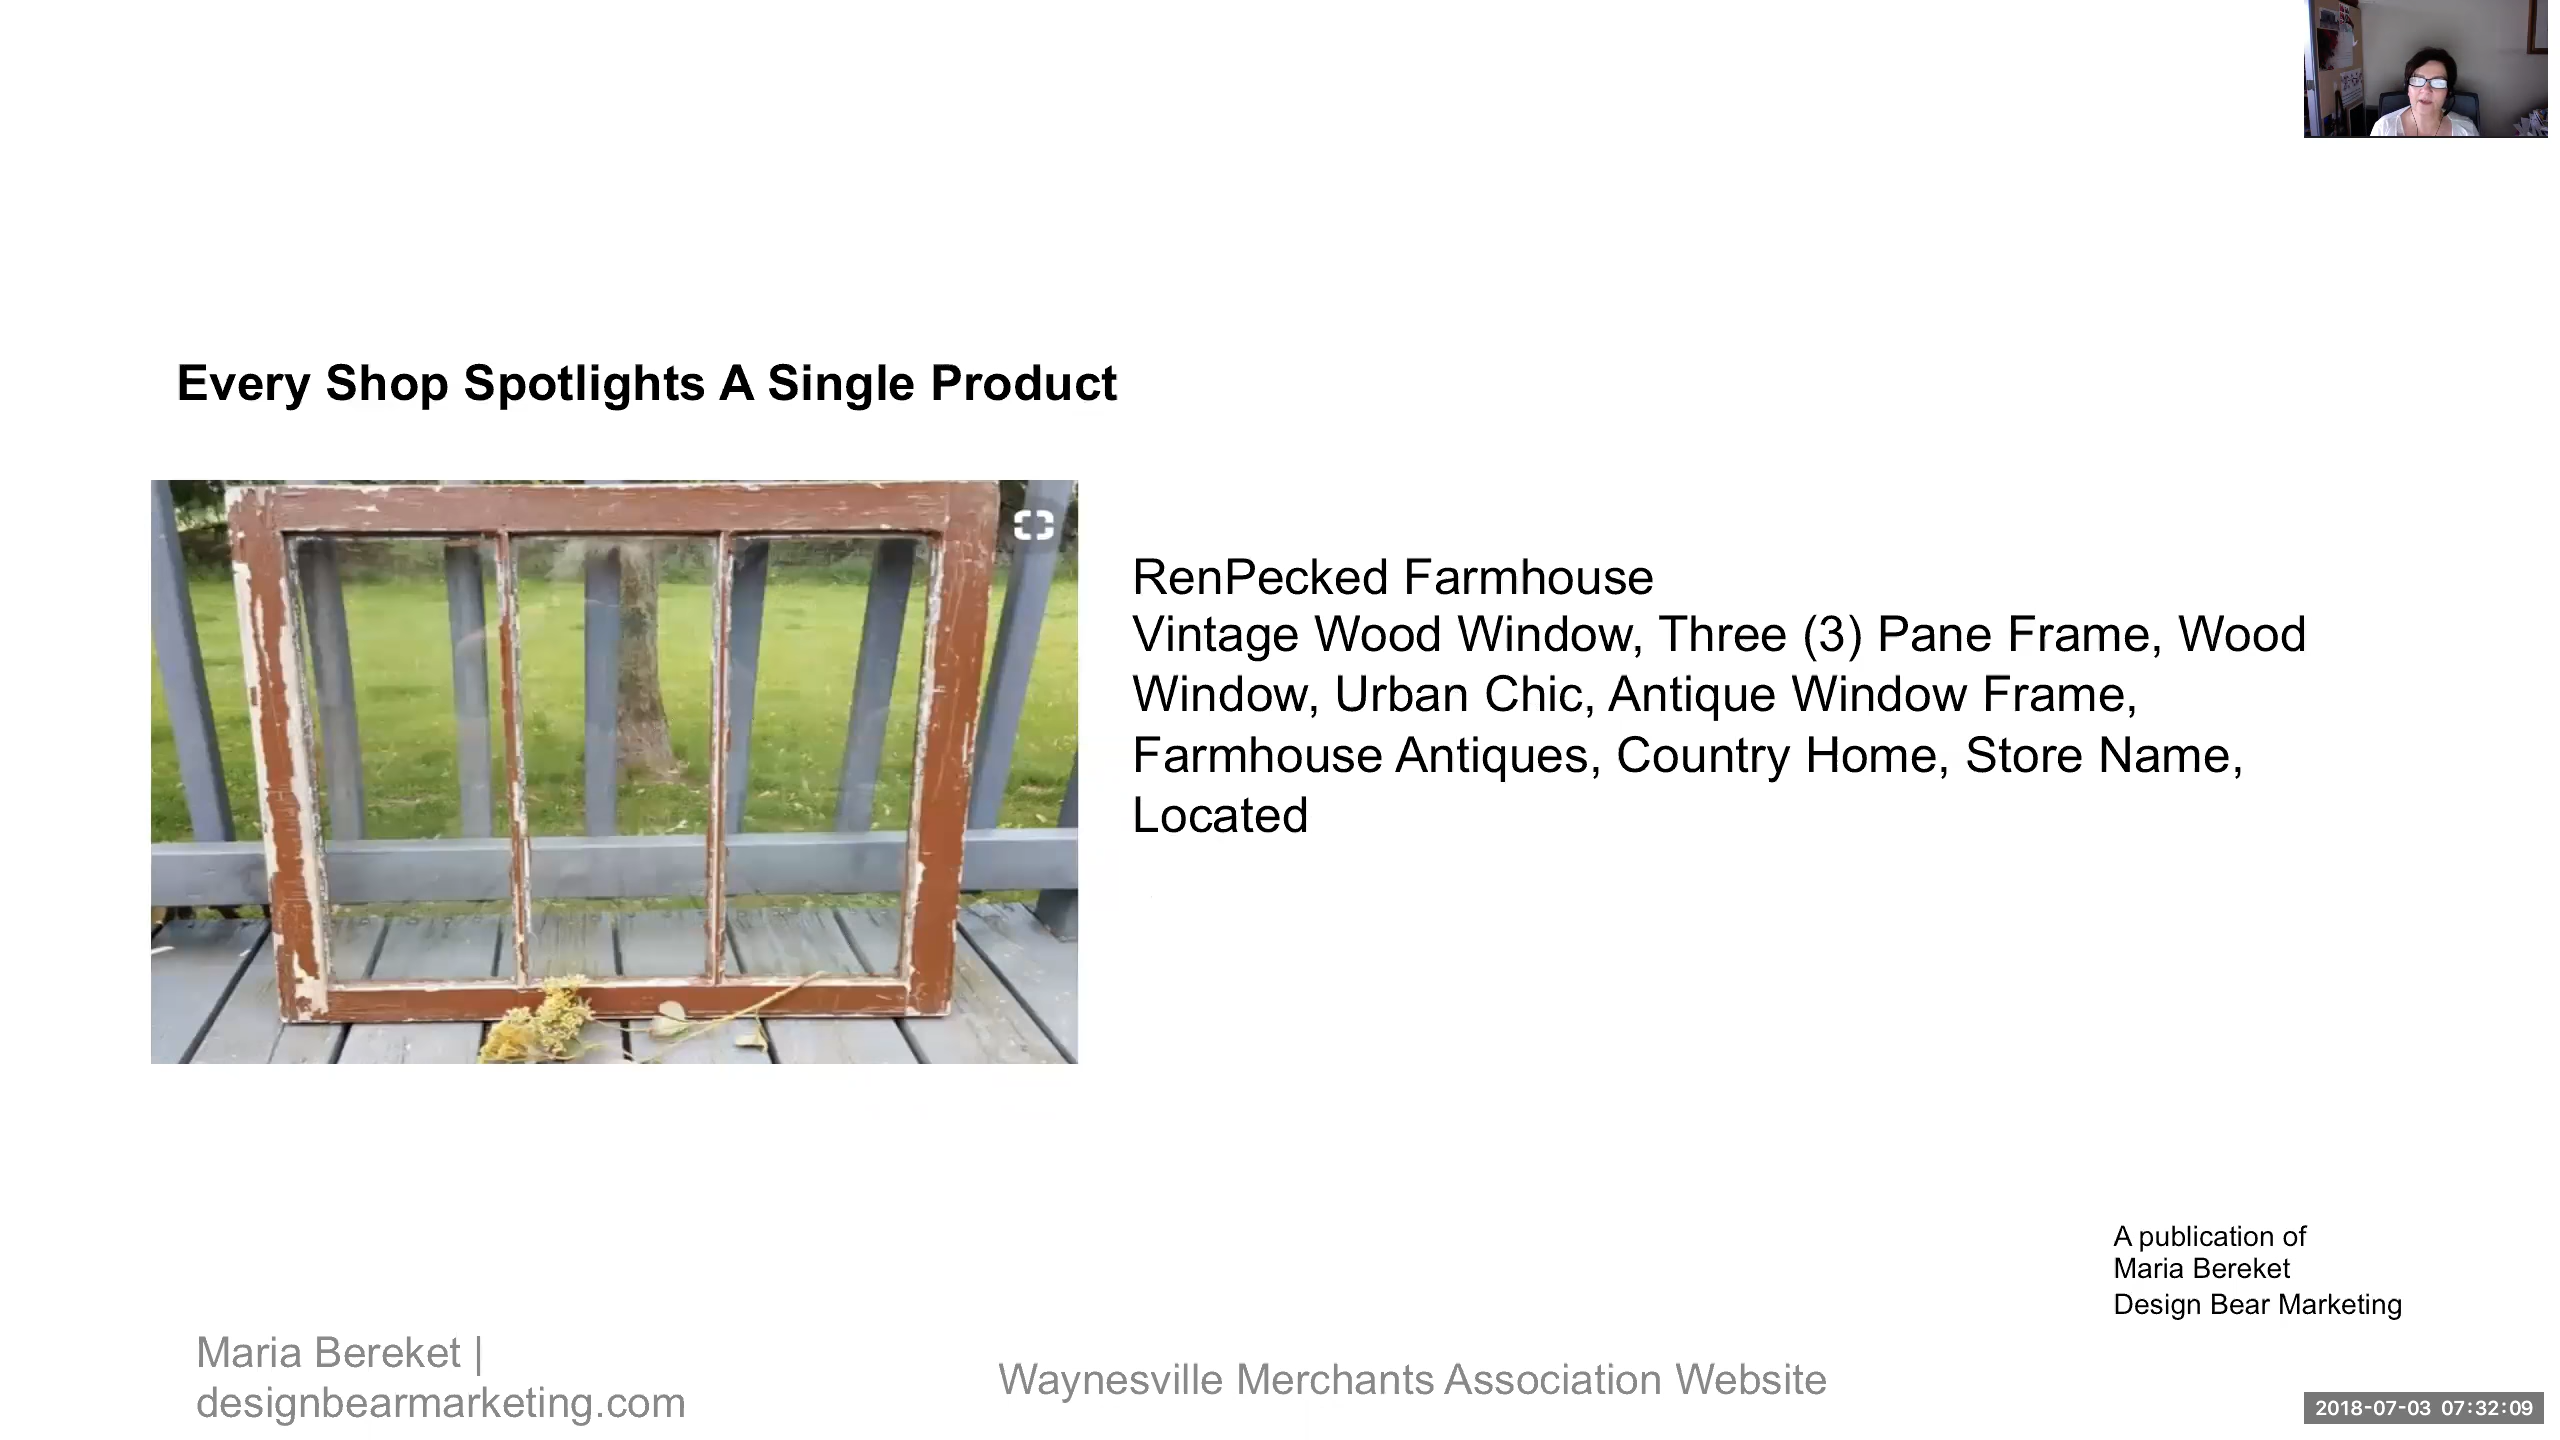 Every Shop Spotlights A Single Product
RenPecked Farmhouse
Vintage Wood Window, Three (3) Pane Frame, Wood
Window, Urban Chic, Antique Window Frame,
Farmhouse Antiques, Country Home, Store Name,
Located
A publication of
Maria Bereket
Design Bear Marketing
Maria Bereket |
designbearmarketing.com
Waynesville Merchants Association Website
2018-07-03 07:32:09